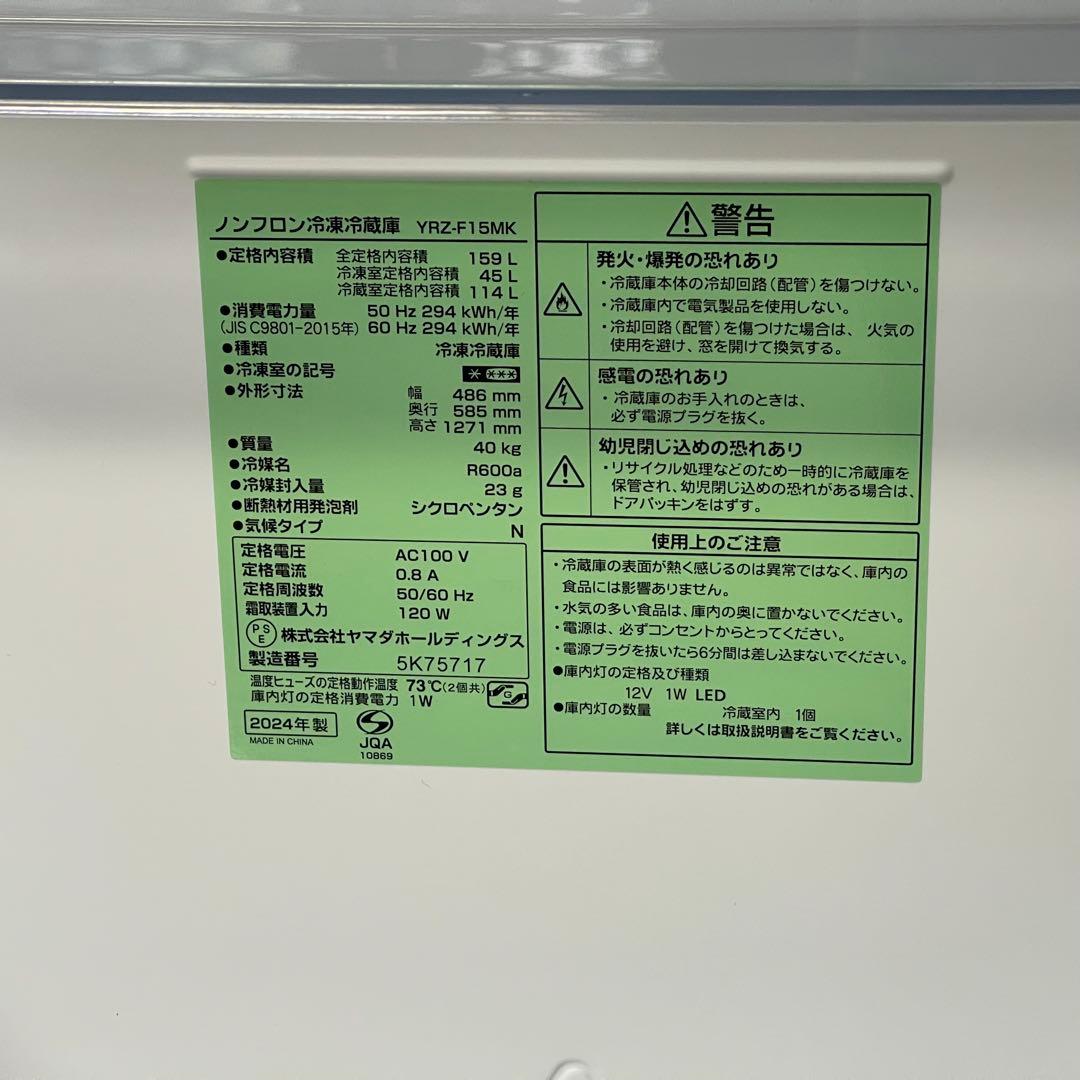 ノンフロン冷凍冷蔵庫 YRZ-F15MK
●定格内容積 全定格内容積 159 L
冷凍室定格内容積 45 L
冷蔵室定格内容積 114 L
●消費電力量 50 Hz 294 kWh/年
(JIS C9801-2015年) 60 Hz 294 kWh/年
●種類 冷凍冷蔵庫
●冷凍室の記号
●外形寸法 幅 486 mm
奥行 585 mm
高さ 1271 mm
●質量 40 kg
●冷媒名 R600a
●冷媒封入量 23 g
●断熱材用発泡剤 シクロペンタン
●気候タイプ N
定格電圧 AC100 V
定格電流 0.8 A
定格周波数 50/60 Hz
霜取装置入力 120 W
PSE 株式会社ヤマダホールディングス
製造番号 5K75717
温度ヒューズの定格動作温度 73℃(2個共)
庫内灯の定格消費電力 1W
G
2024年製
MADE IN CHINA
JQA
10869
⚠警告
発火・爆発の恐れあり
・冷蔵庫本体の冷却回路(配管)を傷つけない。
・冷蔵庫内で電気製品を使用しない。
・冷却回路(配管)を傷つけた場合は、火気の
使用を避け、窓を開けて換気する。
感電の恐れあり
・冷蔵庫のお手入れのときは、
必ず電源プラグを抜く。
幼児閉じ込めの恐れあり
・リサイクル処理などのため一時的に冷蔵庫を
保管され、幼児閉じ込めの恐れがある場合は、
ドアパッキンをはずす。
使用上のご注意
・冷蔵庫の表面が熱く感じるのは異常ではなく、庫内の
食品には影響ありません。
・水気の多い食品は、庫内の奥に置かないでください。
・電源は、必ずコンセントからとってください。
・電源プラグを抜いたら6分間は差し込まないでください。
●庫内灯の定格及び種類
12V 1W LED
●庫内灯の数量 冷蔵室内 1個
詳しくは取扱説明書をご覧ください。